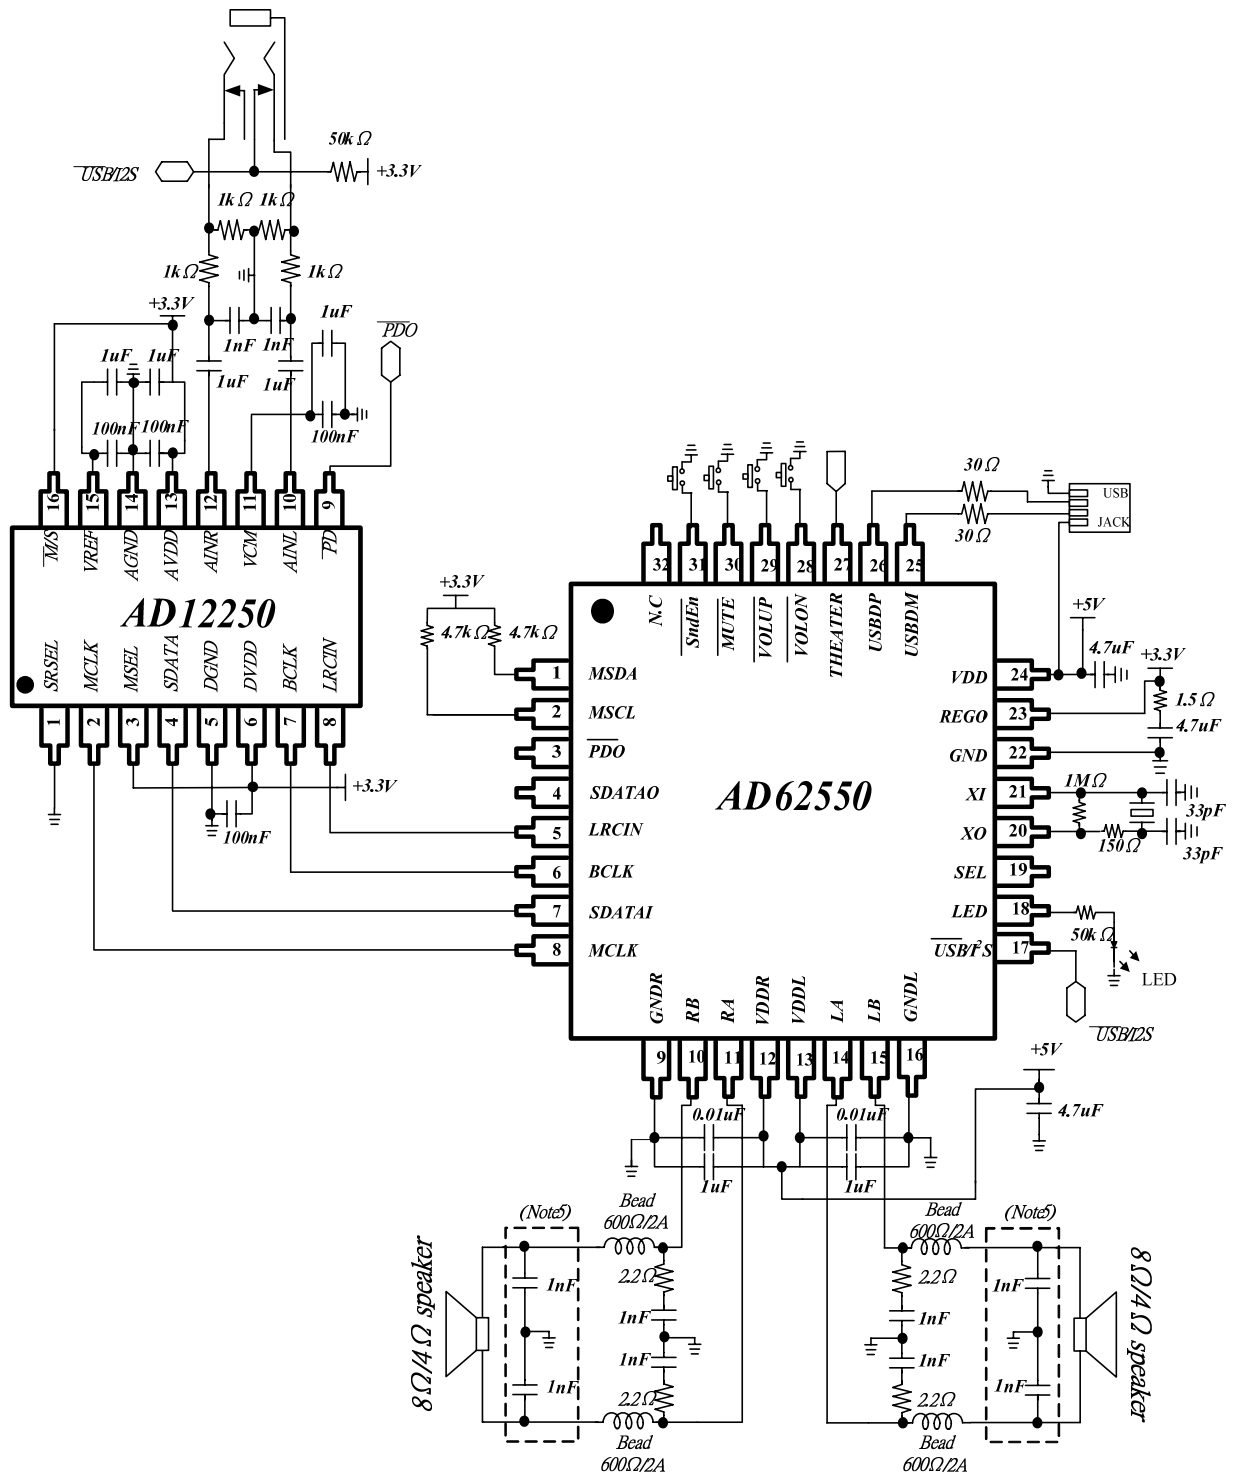 50k Ω
USB/I2S
+3.3V
1k Ω 1k Ω
1k Ω 1k Ω
+3.3V
1uF
PDO
1nF 1nF
1uF 1uF
1uF 1uF
100nF 100nF
100nF
16 15 14 13 12 11 10 9
M/S VREF AGND AVDD AINR VCM AINL PD
AD12250
SRSEL MCLK MSEL SDATA DGND DVDD BCLK LRCIN
1 2 3 4 5 6 7 8
+3.3V
100nF
30Ω
USB
JACK
30Ω
32 31 30 29 28 27 26 25
N.C SndEn MUTE VOLUP VOLON THEATER USBDP USBDM
+3.3V
4.7kΩ 4.7kΩ
1 MSDA
2 MSCL
3 PDO
4 SDATAO
5 LRCIN
6 BCLK
7 SDATAI
8 MCLK
AD62550
VDD 24
REGO 23
GND 22
XI 21
XO 20
SEL 19
LED 18
USB/I²S 17
+5V
4.7uF
+3.3V
1.5Ω
4.7uF
1MΩ
33pF
150Ω
33pF
50k Ω
LED
USB/I2S
GNDR RB RA VDDR VDDL LA LB GNDL
9 10 11 12 13 14 15 16
+5V
4.7uF
0.01uF 0.01uF
1uF 1uF
(Note5)
Bead
600Ω/2A
Bead
600Ω/2A
(Note5)
8Ω/4Ω speaker
1nF
2.2Ω
1nF
1nF
1nF
2.2Ω
Bead
600Ω/2A
2.2Ω
1nF
1nF
1nF
1nF
2.2Ω
Bead
600Ω/2A
8Ω/4Ω speaker